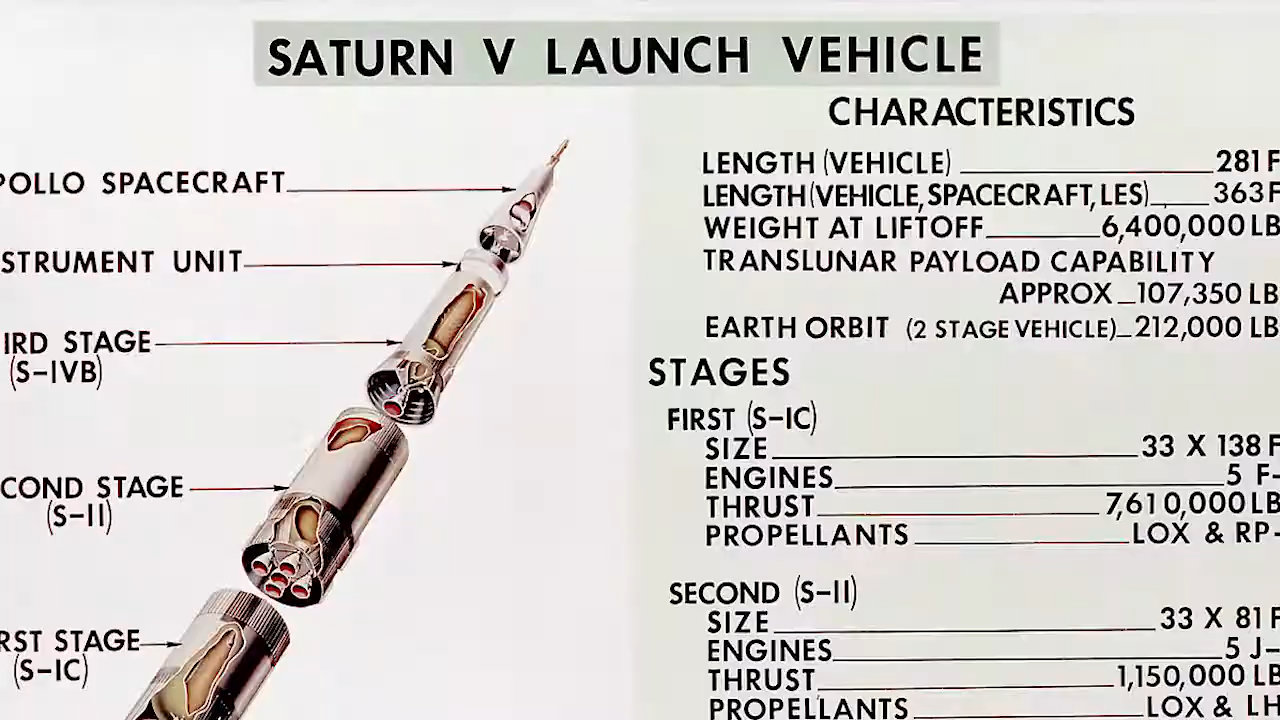 SATURN V LAUNCH VEHICLE
POLLO SPACECRAFT
STRUMENT UNIT
IRD STAGE
(S-IVB)
COND STAGE
(S-II)
RST STAGE
(S-IC)
CHARACTERISTICS
LENGTH (VEHICLE) 281 F
LENGTH (VEHICLE, SPACECRAFT, LES) 363 F
WEIGHT AT LIFTOFF 6,400,000 LB
TRANSLUNAR PAYLOAD CAPABILITY
APPROX 107,350 LB
EARTH ORBIT (2 STAGE VEHICLE) 212,000 LB
STAGES
FIRST (S-IC)
SIZE 33 X 138 F
ENGINES 5 F-
THRUST 7,610,000 LB
PROPELLANTS LOX & RP-
SECOND (S-II)
SIZE 33 X 81 F
ENGINES 5 J-
THRUST 1,150,000 LB
PROPELLANTS LOX & LH